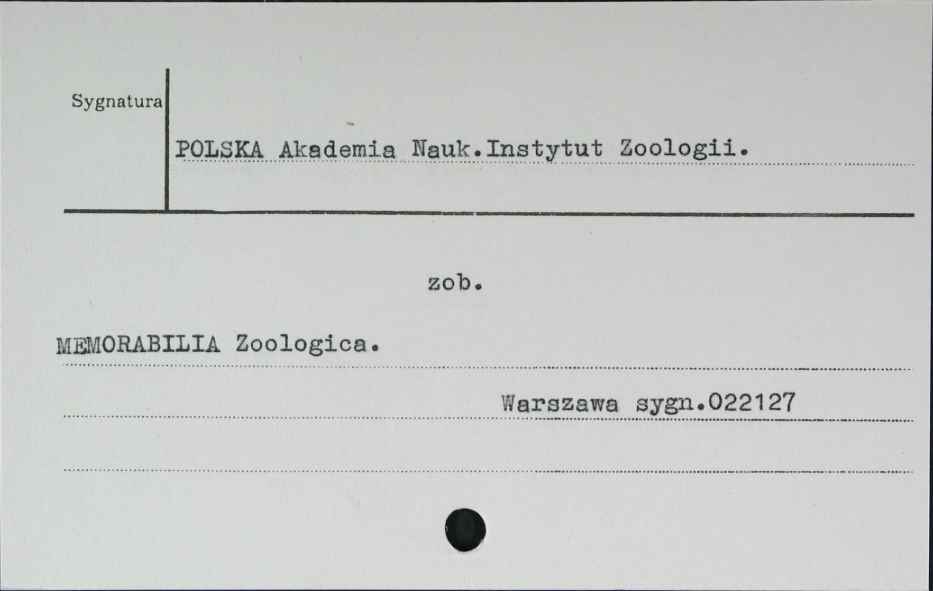 Sygnatura
POLSKA Akademia Nauk.Instytut Zoologii.
zob.
MEMORABILIA Zoologica.
Warszawa sygn.022127